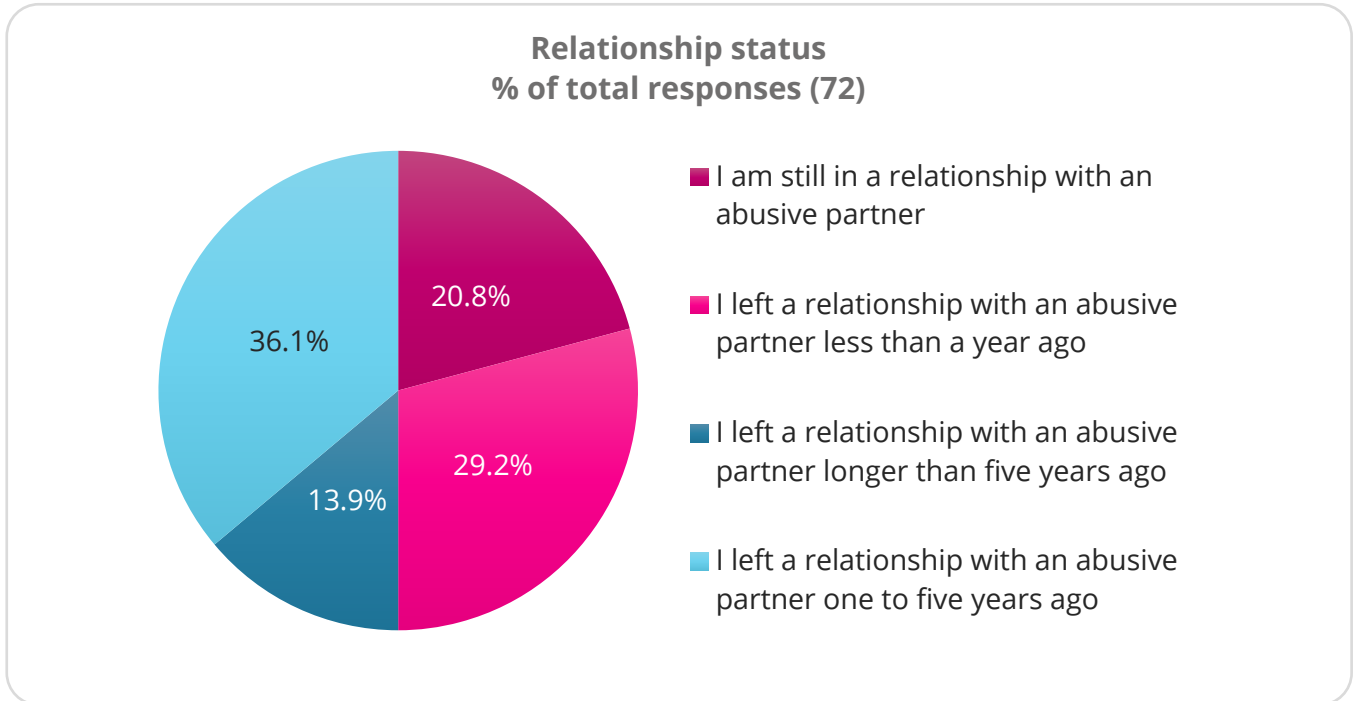 Relationship status
% of total responses (72)
20.8%
29.2%
13.9%
36.1%
I am still in a relationship with an
abusive partner
I left a relationship with an abusive
partner less than a year ago
I left a relationship with an abusive
partner longer than five years ago
I left a relationship with an abusive
partner one to five years ago